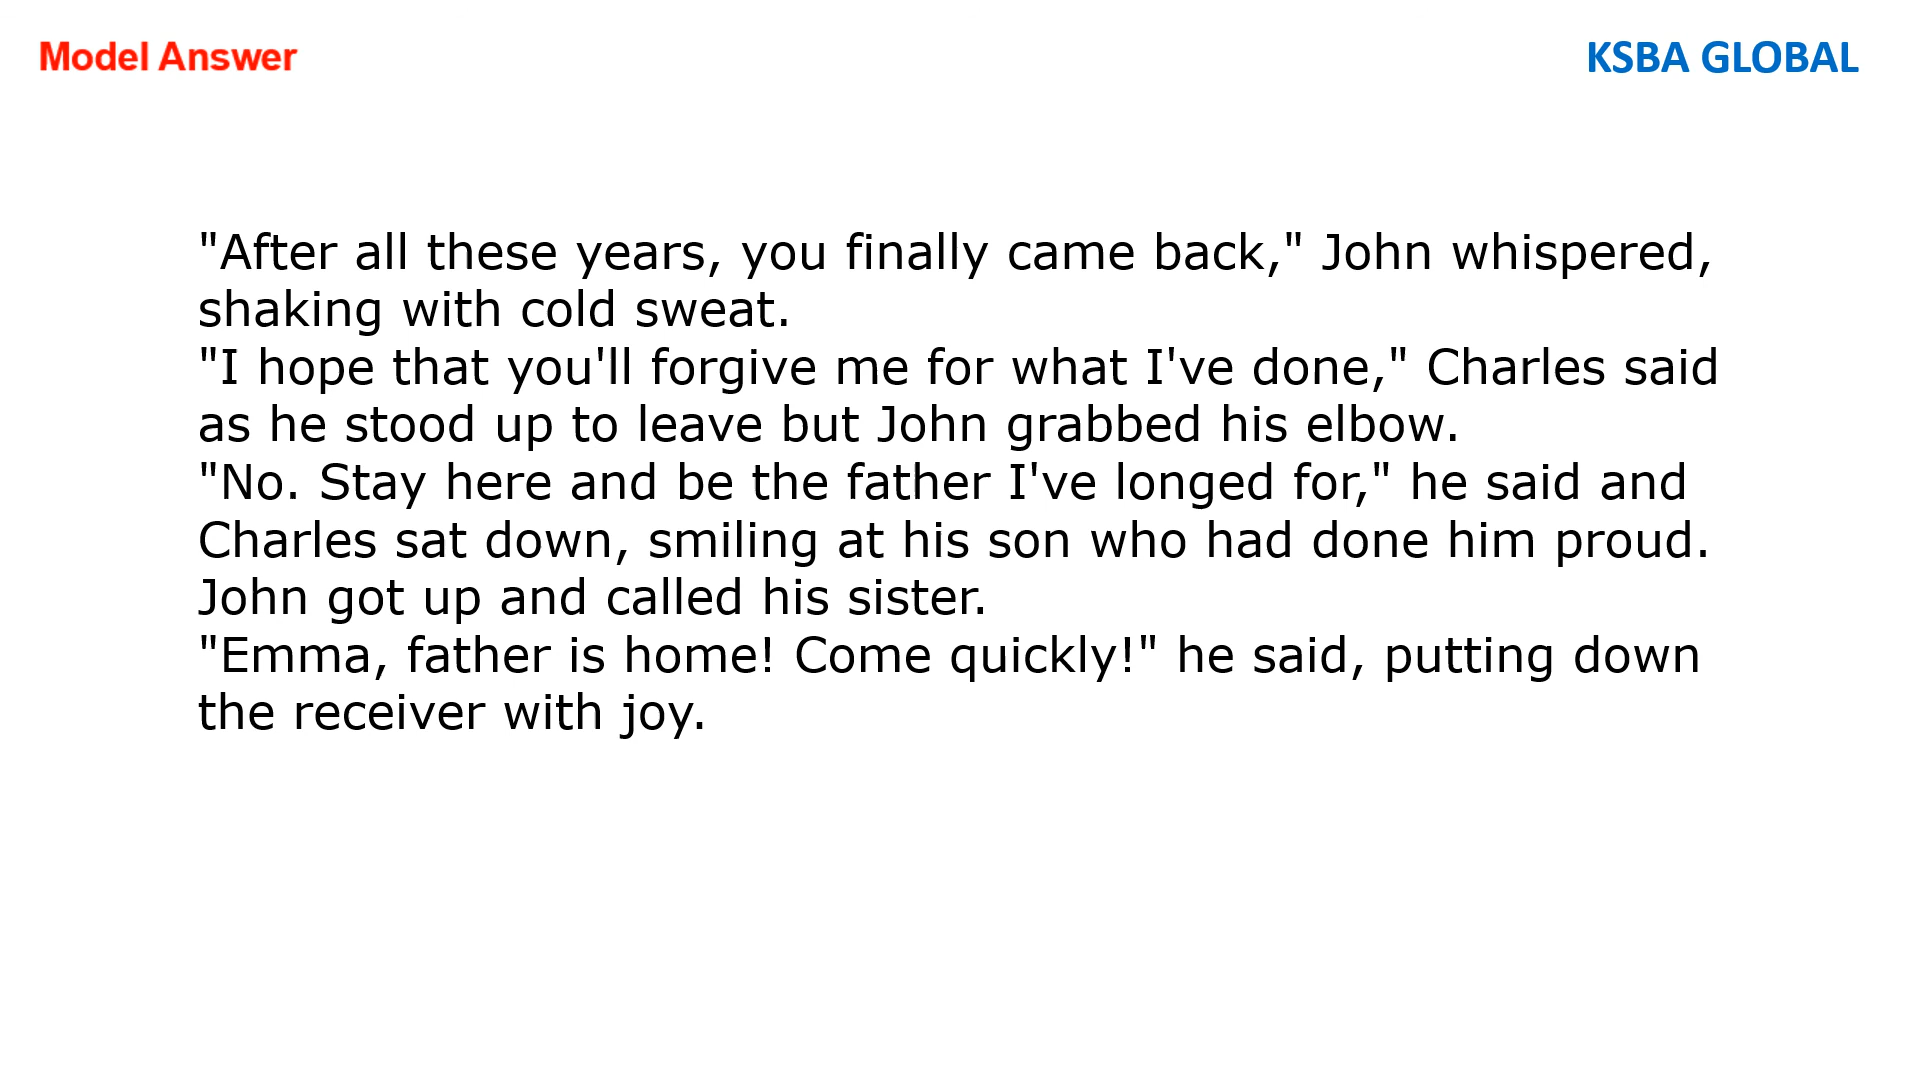 Model Answer
KSBA GLOBAL
"After all these years, you finally came back," John whispered,
shaking with cold sweat.
"I hope that you'll forgive me for what I've done," Charles said
as he stood up to leave but John grabbed his elbow.
"No. Stay here and be the father I've longed for," he said and
Charles sat down, smiling at his son who had done him proud.
John got up and called his sister.
"Emma, father is home! Come quickly!" he said, putting down
the receiver with joy.